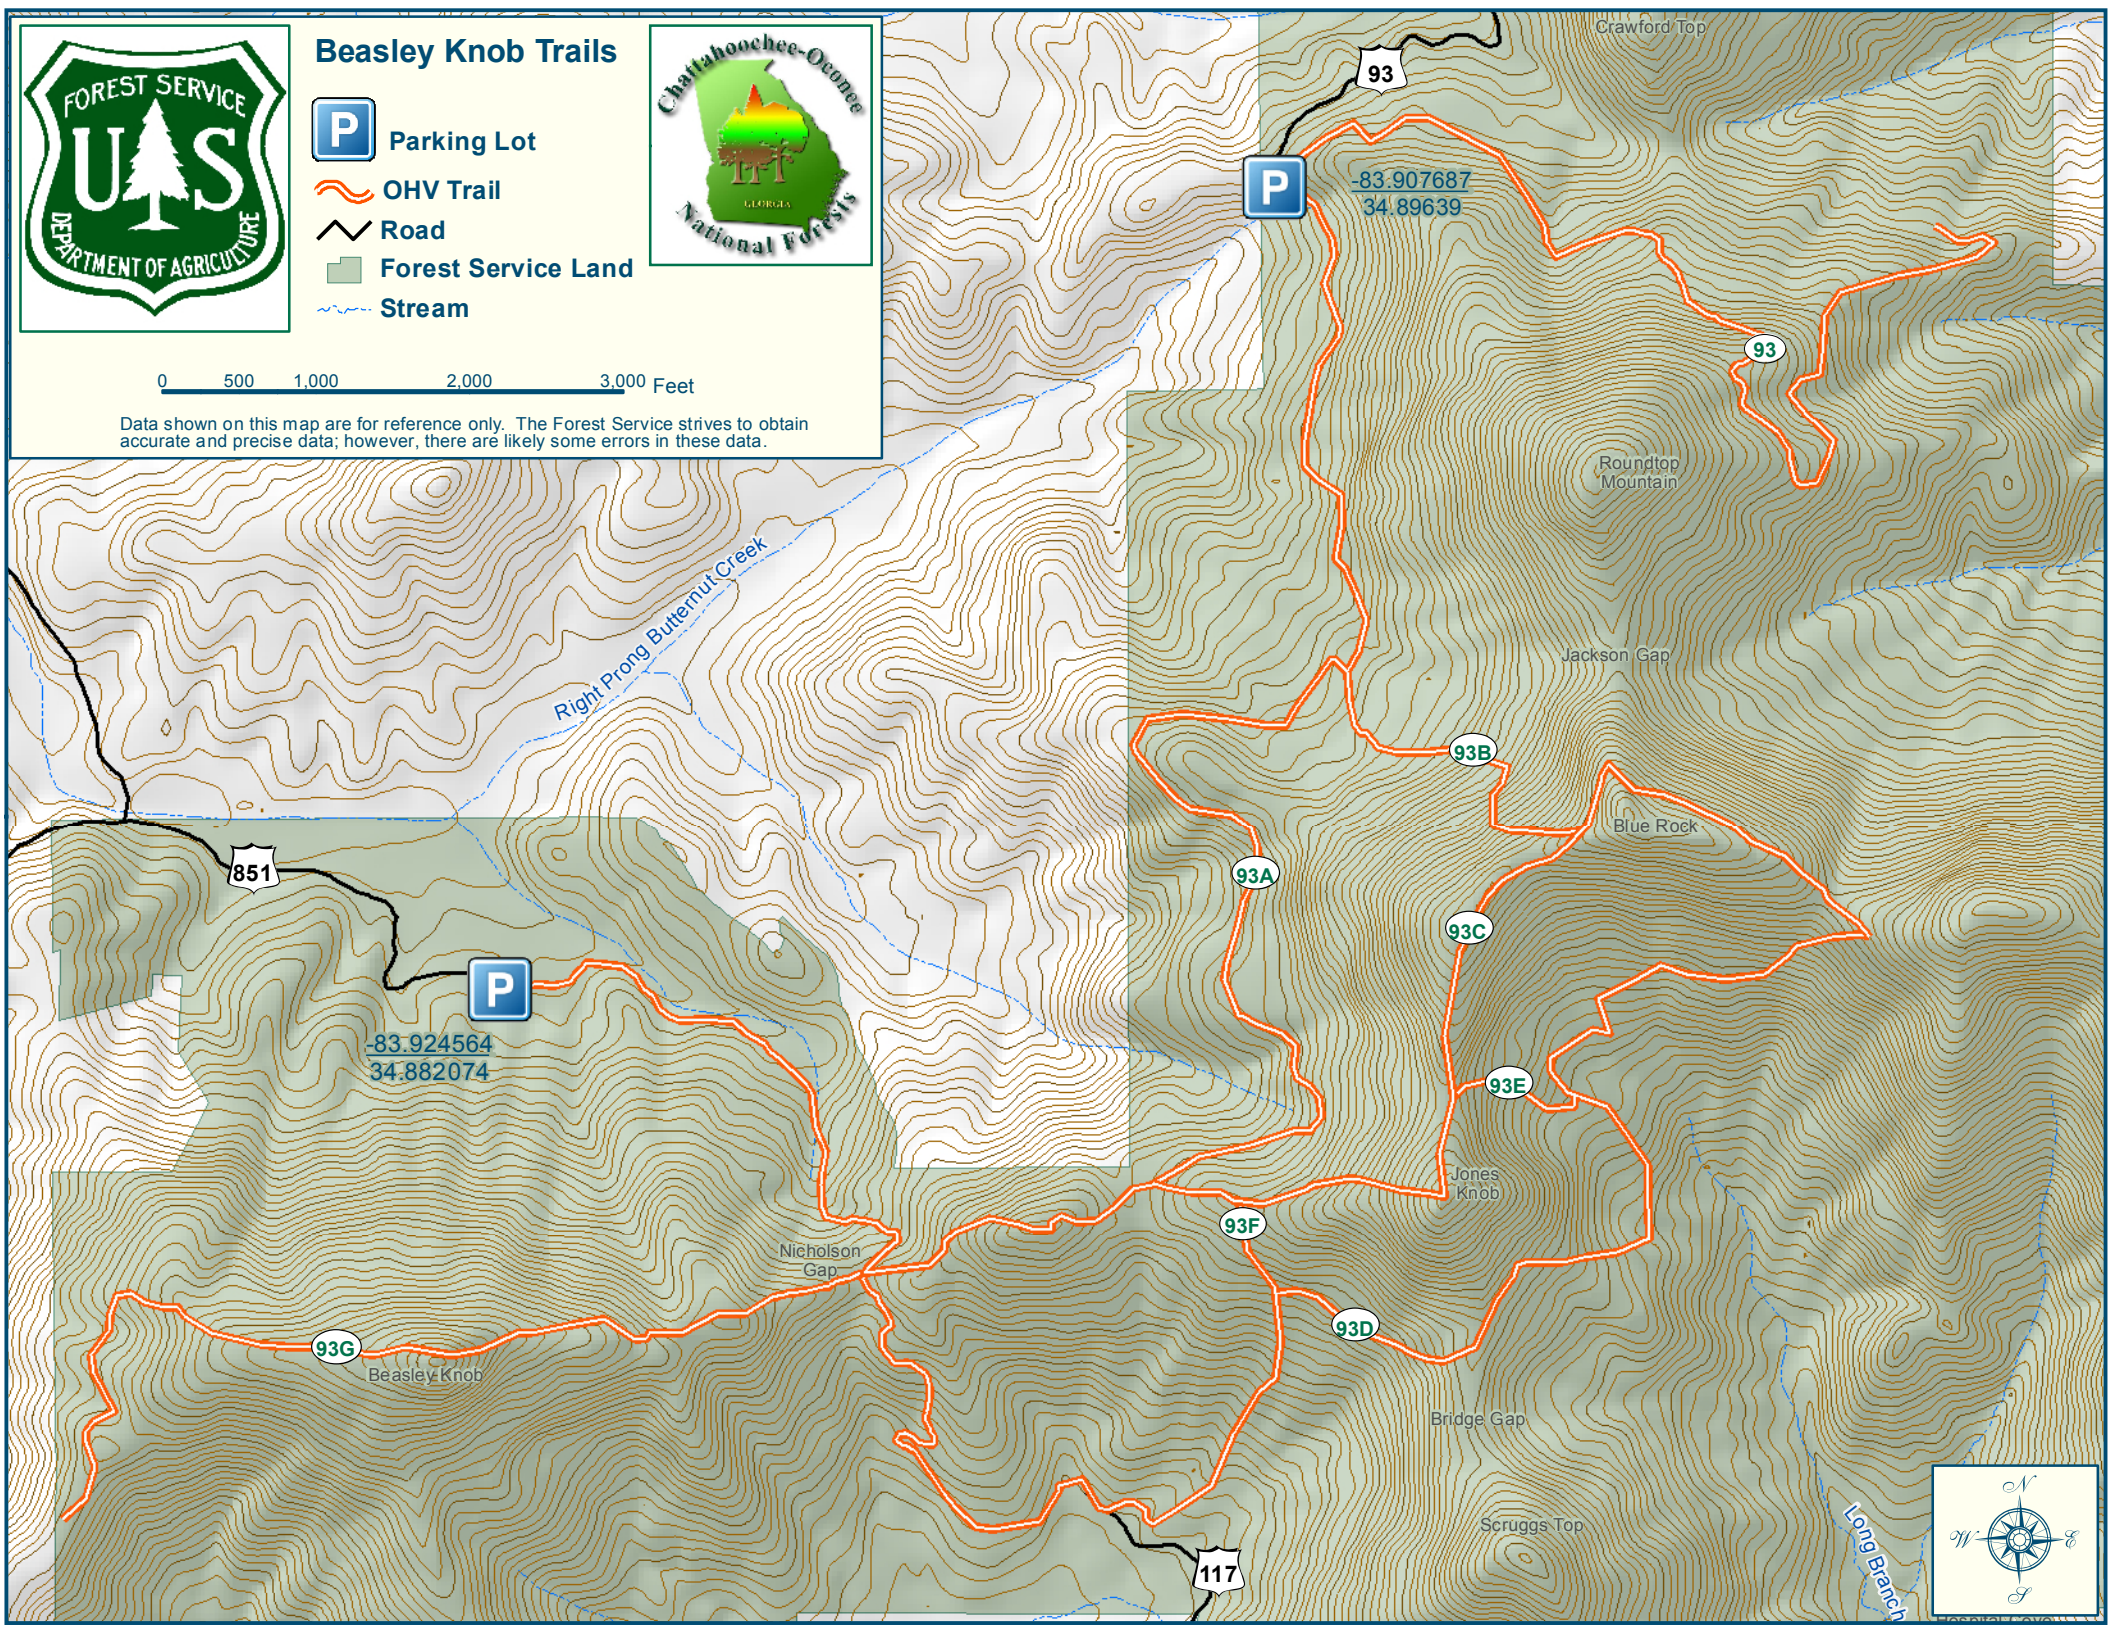 FOREST SERVICE
US
DEPARTMENT OF AGRICULTURE
Beasley Knob Trails
P
Parking Lot
OHV Trail
Road
Forest Service Land
Stream
Chattahoochee-Oconee
GEORGIA
National Forests
0 500 1,000 2,000 3,000 Feet
Data shown on this map are for reference only. The Forest Service strives to obtain
accurate and precise data; however, there are likely some errors in these data.
Crawford Top
93
P
-83.907687
34.89639
93
Roundtop
Mountain
Right Prong Butternut Creek
Jackson Gap
93B
Blue Rock
851
93A
93C
P
-83.924564
34.882074
93E
Jones
Knob
93F
Nicholson
Gap
93D
93G
Beasley Knob
Bridge Gap
Scruggs Top
117
Long Branch
N
W
E
S